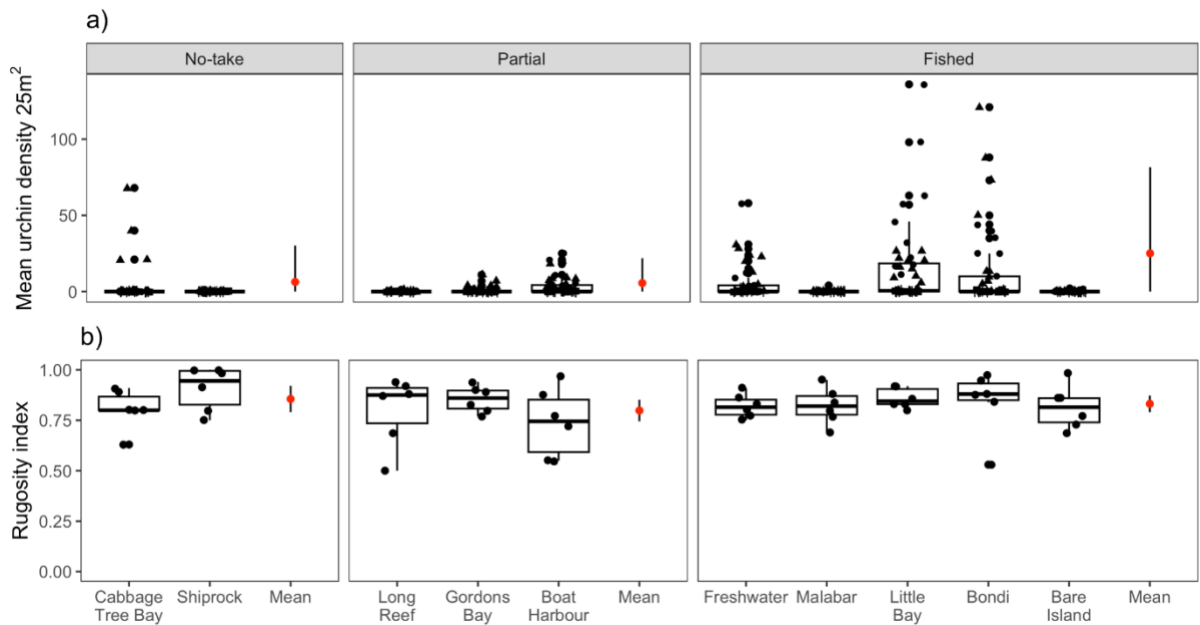 a)
No-take
Partial
Fished
Mean urchin density 25m²
100
50
0
b)
Rugosity index
1.00
0.75
0.50
0.25
0.00
Cabbage
Tree Bay
Shiprock
Mean
Long
Reef
Gordons
Bay
Boat
Harbour
Mean
Freshwater
Malabar
Little
Bay
Bondi
Bare
Island
Mean